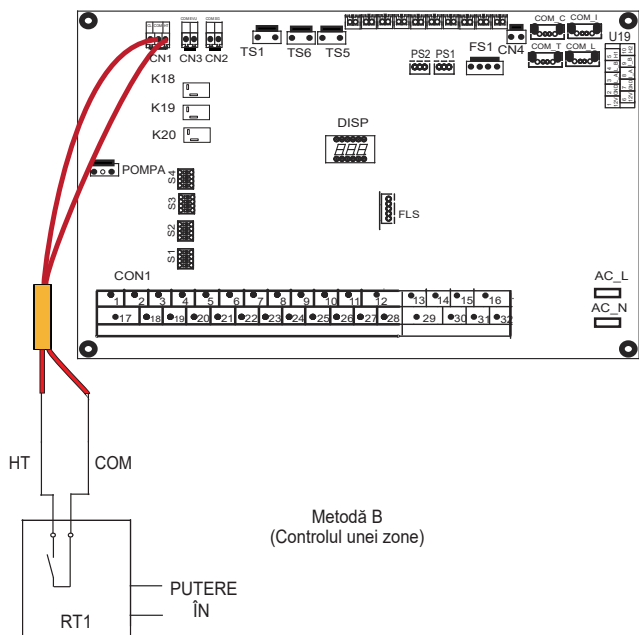 COM_C
COM_I
U19
CN1
CN3
CN2
TS1
TS6
TS5
PS2
PS1
FS1
CN4
COM_T
COM_L
K18
K19
K20
DISP
POMPA
S4
S3
S2
S1
FLS
CON1
AC_L
AC_N
1 2 3 4 5 6 7 8 9 10 11 12 13 14 15 16
17 18 19 20 21 22 23 24 25 26 27 28 29 30 31 32
HT
COM
Metodă B
(Controlul unei zone)
PUTERE
ÎN
RT1